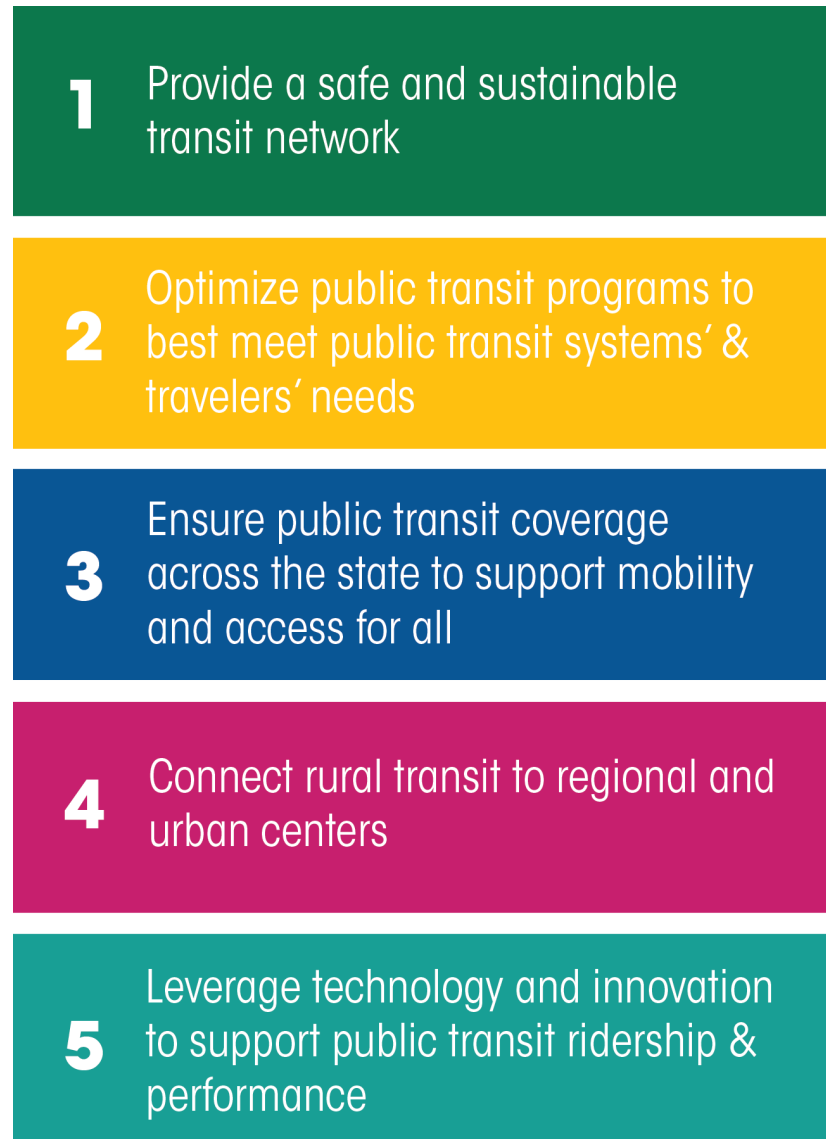 1
Provide a safe and sustainable
transit network
2
Optimize public transit programs to
best meet public transit systems’ &
travelers’ needs
3
Ensure public transit coverage
across the state to support mobility
and access for all
4
Connect rural transit to regional and
urban centers
5
Leverage technology and innovation
to support public transit ridership &
performance